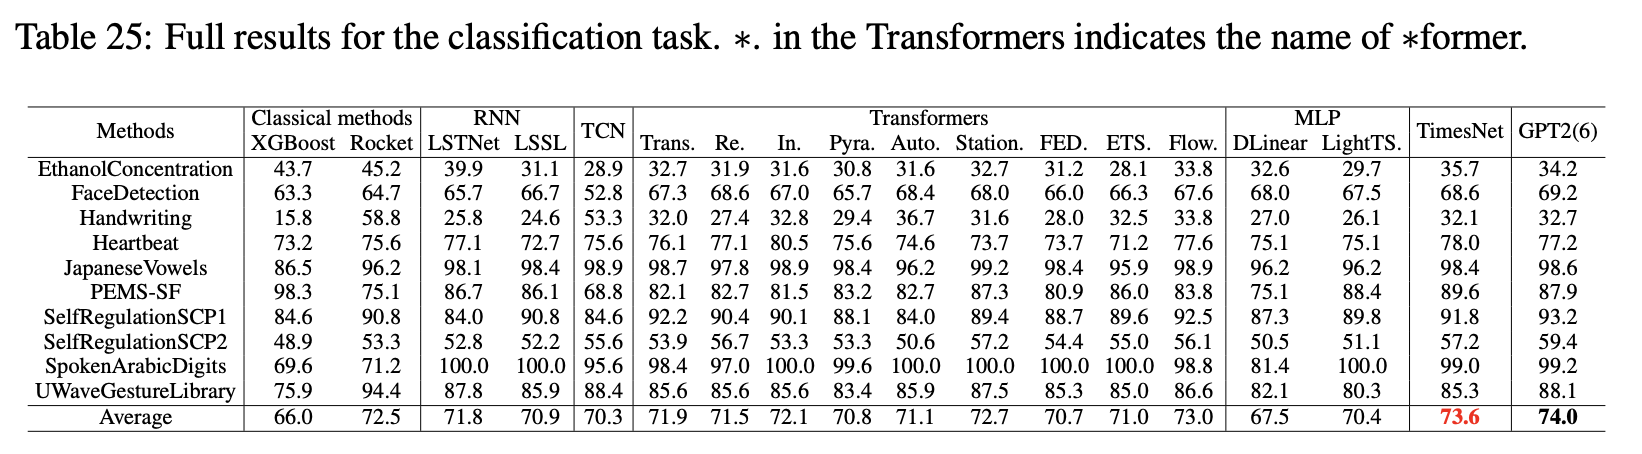 Table 25: Full results for the classification task. ∗. in the Transformers indicates the name of ∗former.
Methods Classical methods RNN TCN Transformers MLP TimesNet GPT2(6)
XGBoost Rocket LSTNet LSSL Trans. Re. In. Pyra. Auto. Station. FED. ETS. Flow. DLinear LightTS.
EthanolConcentration 43.7 45.2 39.9 31.1 28.9 32.7 31.9 31.6 30.8 31.6 32.7 31.2 28.1 33.8 32.6 29.7 35.7 34.2
FaceDetection 63.3 64.7 65.7 66.7 52.8 67.3 68.6 67.0 65.7 68.4 68.0 66.0 66.3 67.6 68.0 67.5 68.6 69.2
Handwriting 15.8 58.8 25.8 24.6 53.3 32.0 27.4 32.8 29.4 36.7 31.6 28.0 32.5 33.8 27.0 26.1 32.1 32.7
Heartbeat 73.2 75.6 77.1 72.7 75.6 76.1 77.1 80.5 75.6 74.6 73.7 73.7 71.2 77.6 75.1 75.1 78.0 77.2
JapaneseVowels 86.5 96.2 98.1 98.4 98.9 98.7 97.8 98.9 98.4 96.2 99.2 98.4 95.9 98.9 96.2 96.2 98.4 98.6
PEMS-SF 98.3 75.1 86.7 86.1 68.8 82.1 82.7 81.5 83.2 82.7 87.3 80.9 86.0 83.8 75.1 88.4 89.6 87.9
SelfRegulationSCP1 84.6 90.8 84.0 90.8 84.6 92.2 90.4 90.1 88.1 84.0 89.4 88.7 89.6 92.5 87.3 89.8 91.8 93.2
SelfRegulationSCP2 48.9 53.3 52.8 52.2 55.6 53.9 56.7 53.3 53.3 50.6 57.2 54.4 55.0 56.1 50.5 51.1 57.2 59.4
SpokenArabicDigits 69.6 71.2 100.0 100.0 95.6 98.4 97.0 100.0 99.6 100.0 100.0 100.0 100.0 98.8 81.4 100.0 99.0 99.2
UWaveGestureLibrary 75.9 94.4 87.8 85.9 88.4 85.6 85.6 85.6 83.4 85.9 87.5 85.3 85.0 86.6 82.1 80.3 85.3 88.1
Average 66.0 72.5 71.8 70.9 70.3 71.9 71.5 72.1 70.8 71.1 72.7 70.7 71.0 73.0 67.5 70.4 73.6 74.0